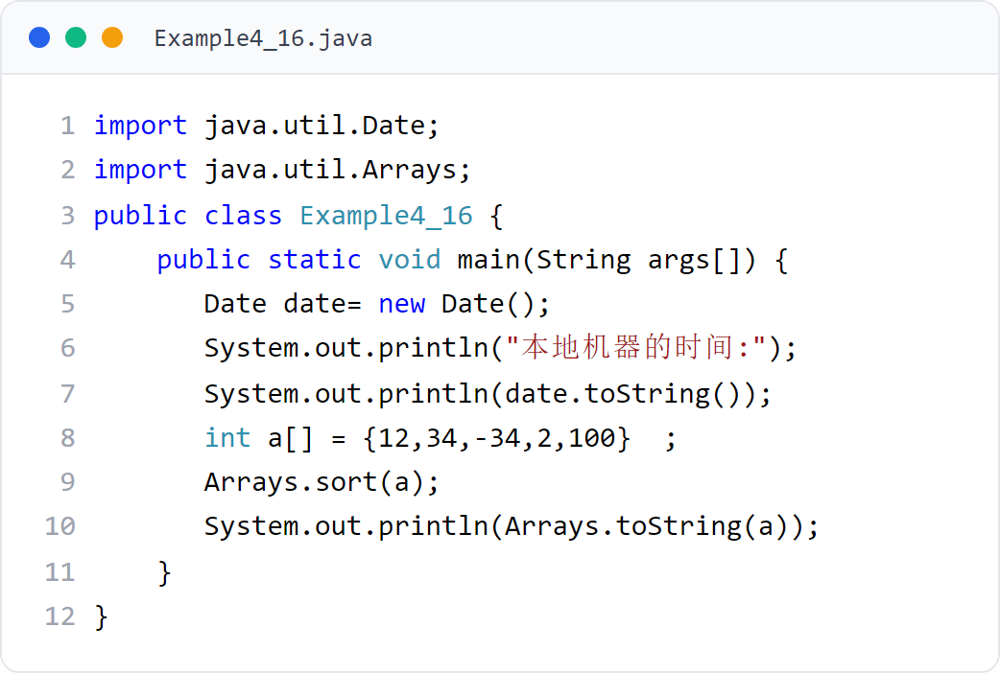 Example4_16.java
1 import java.util.Date;
2 import java.util.Arrays;
3 public class Example4_16 {
4     public static void main(String args[]) {
5        Date date= new Date();
6        System.out.println("本地机器的时间:");
7        System.out.println(date.toString());
8        int a[] = {12,34,-34,2,100}  ;
9        Arrays.sort(a);
10        System.out.println(Arrays.toString(a));
11     }
12 }